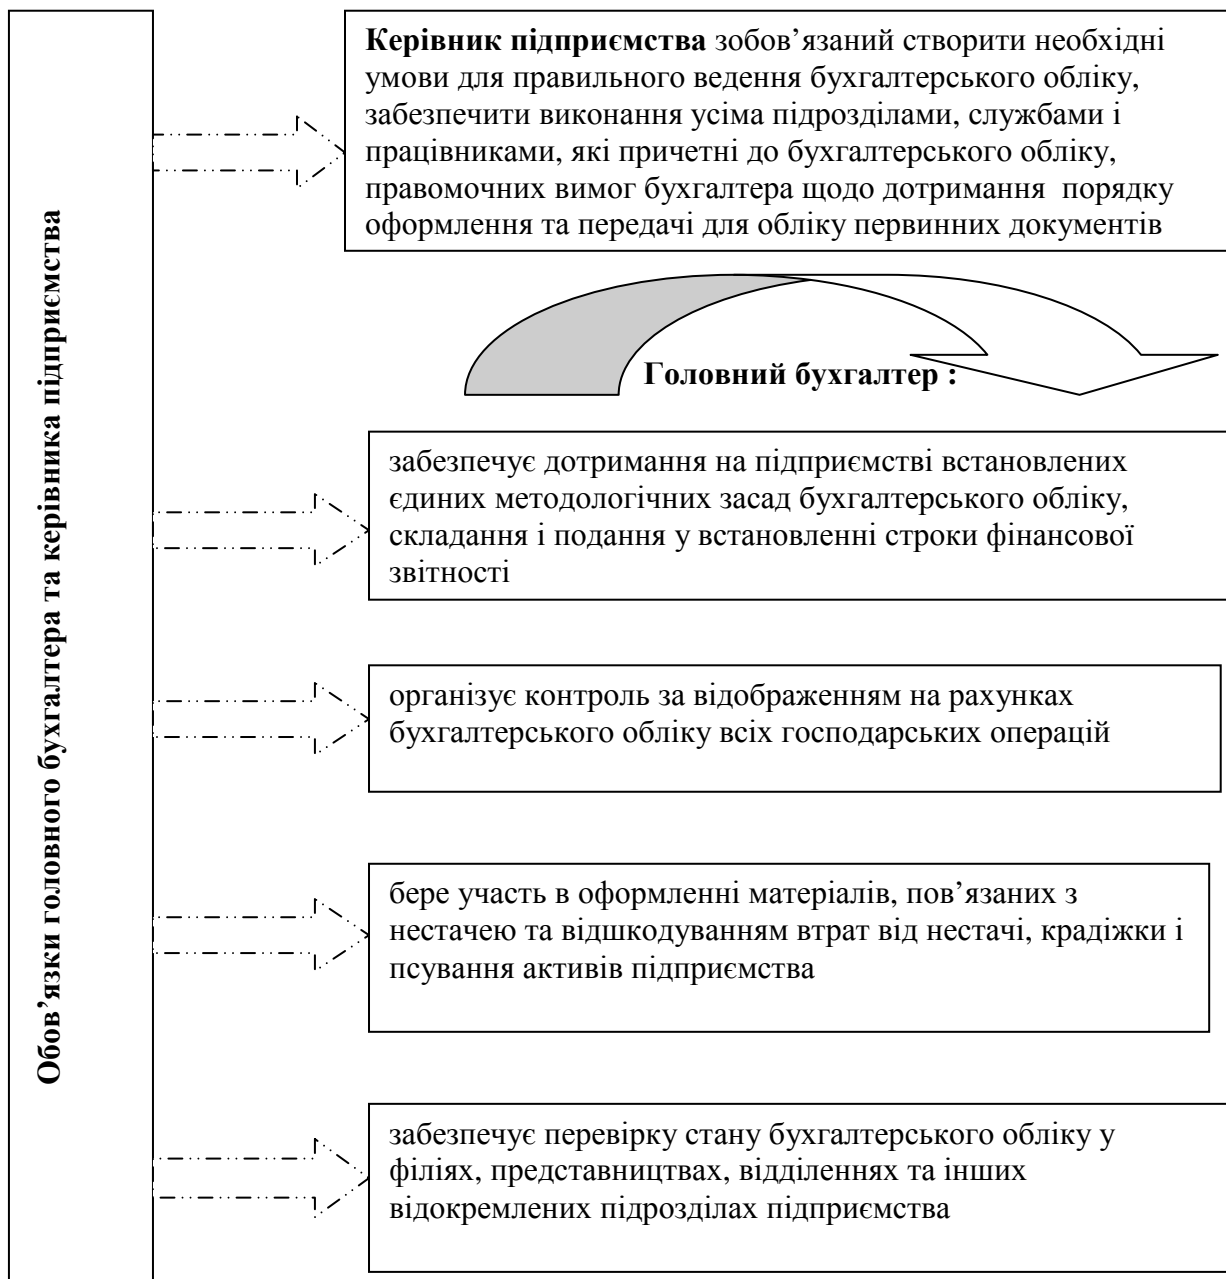 Обов’язки головного бухгалтера та керівника підприємства
Керівник підприємства зобов’язаний створити необхідні
умови для правильного ведення бухгалтерського обліку,
забезпечити виконання усіма підрозділами, службами і
працівниками, які причетні до бухгалтерського обліку,
правомочних вимог бухгалтера щодо дотримання порядку
оформлення та передачі для обліку первинних документів
Головний бухгалтер :
забезпечує дотримання на підприємстві встановлених
єдиних методологічних засад бухгалтерського обліку,
складання і подання у встановленні строки фінансової
звітності
організує контроль за відображенням на рахунках
бухгалтерського обліку всіх господарських операцій
бере участь в оформленні матеріалів, пов’язаних з
нестачею та відшкодуванням втрат від нестачі, крадіжки і
псування активів підприємства
забезпечує перевірку стану бухгалтерського обліку у
філіях, представництвах, відділеннях та інших
відокремлених підрозділах підприємства